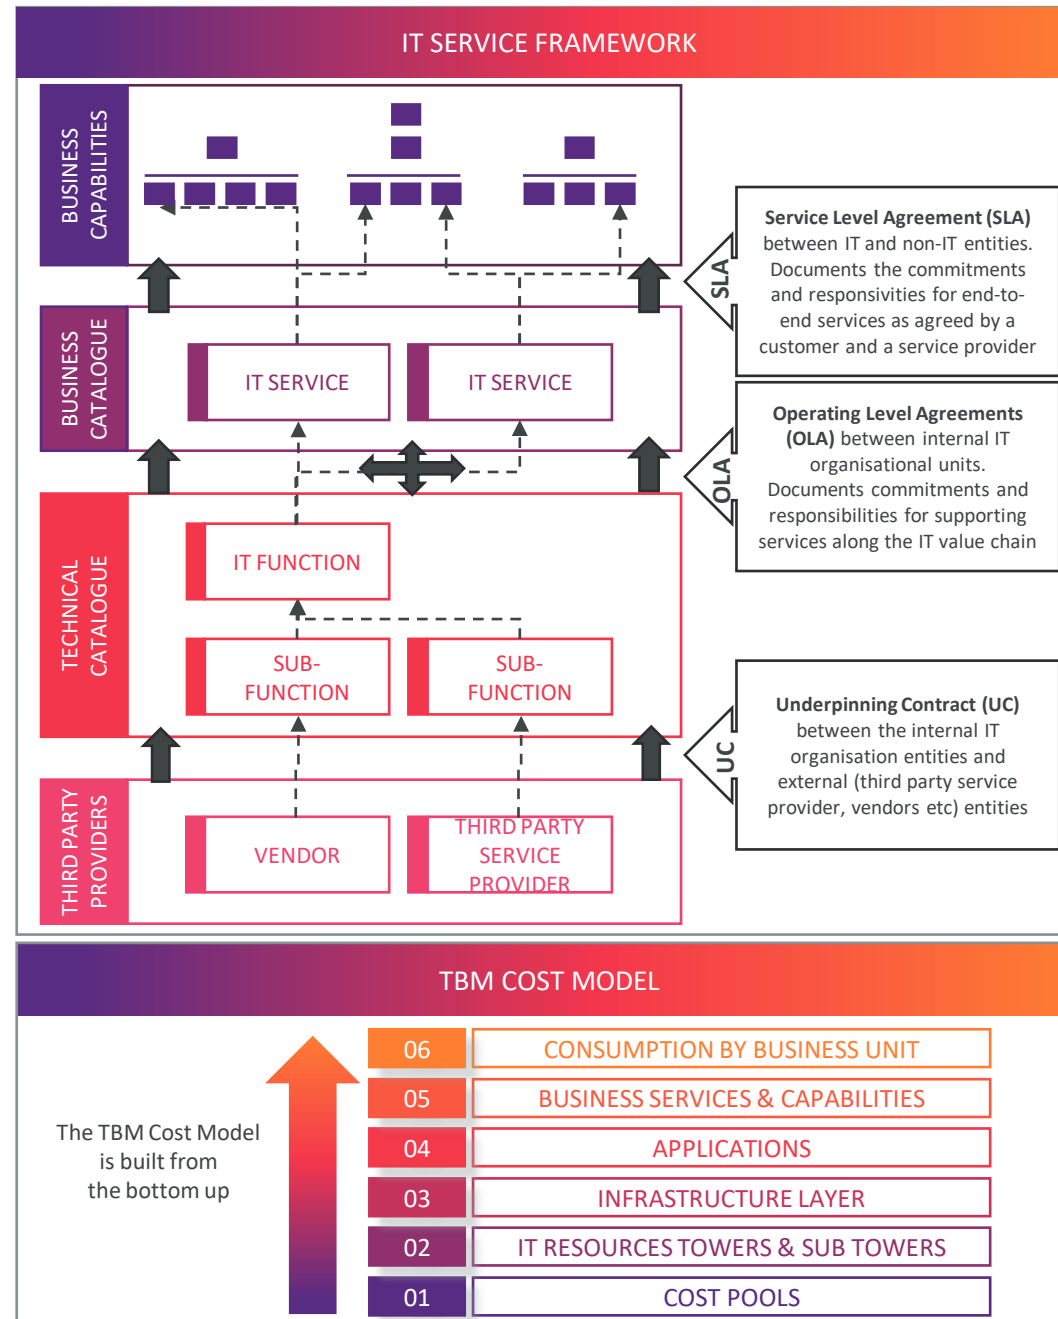 IT SERVICE FRAMEWORK
BUSINESS
CAPABILITIES
SLA
Service Level Agreement (SLA)
between IT and non-IT entities.
Documents the commitments
and responsivities for end-to-
end services as agreed by a
customer and a service provider
BUSINESS
CATALOGUE
IT SERVICE
IT SERVICE
OLA
Operating Level Agreements
(OLA) between internal IT
organisational units.
Documents commitments and
responsibilities for supporting
services along the IT value chain
TECHNICAL
CATALOGUE
IT FUNCTION
SUB-
FUNCTION
SUB-
FUNCTION
UC
Underpinning Contract (UC)
between the internal IT
organisation entities and
external (third party service
provider, vendors etc) entities
THIRD PARTY
PROVIDERS
VENDOR
THIRD PARTY
SERVICE
PROVIDER
TBM COST MODEL
The TBM Cost Model
is built from
the bottom up
06 CONSUMPTION BY BUSINESS UNIT
05 BUSINESS SERVICES & CAPABILITIES
04 APPLICATIONS
03 INFRASTRUCTURE LAYER
02 IT RESOURCES TOWERS & SUB TOWERS
01 COST POOLS